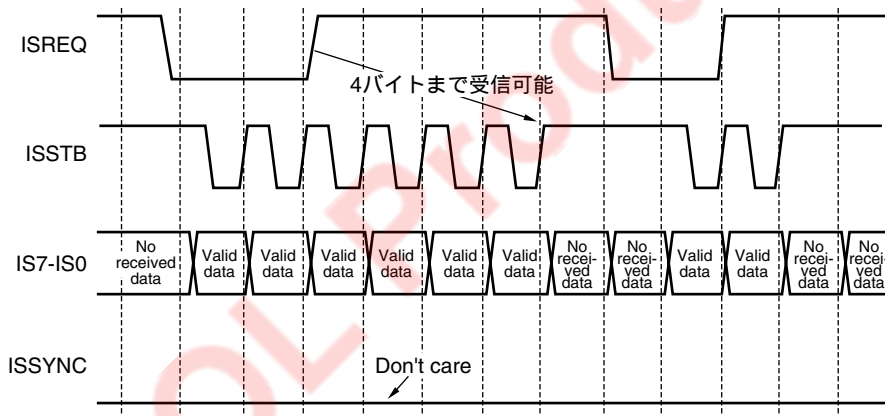 ISREQ
4バイトまで受信可能
ISSTB
IS7-IS0
No
received
data
Valid
data
Valid
data
Valid
data
Valid
data
Valid
data
Valid
data
No
recei-
ved
data
No
recei-
ved
data
Valid
data
Valid
data
No
recei-
ved
data
No
recei-
ved
data
ISSYNC
Don't care